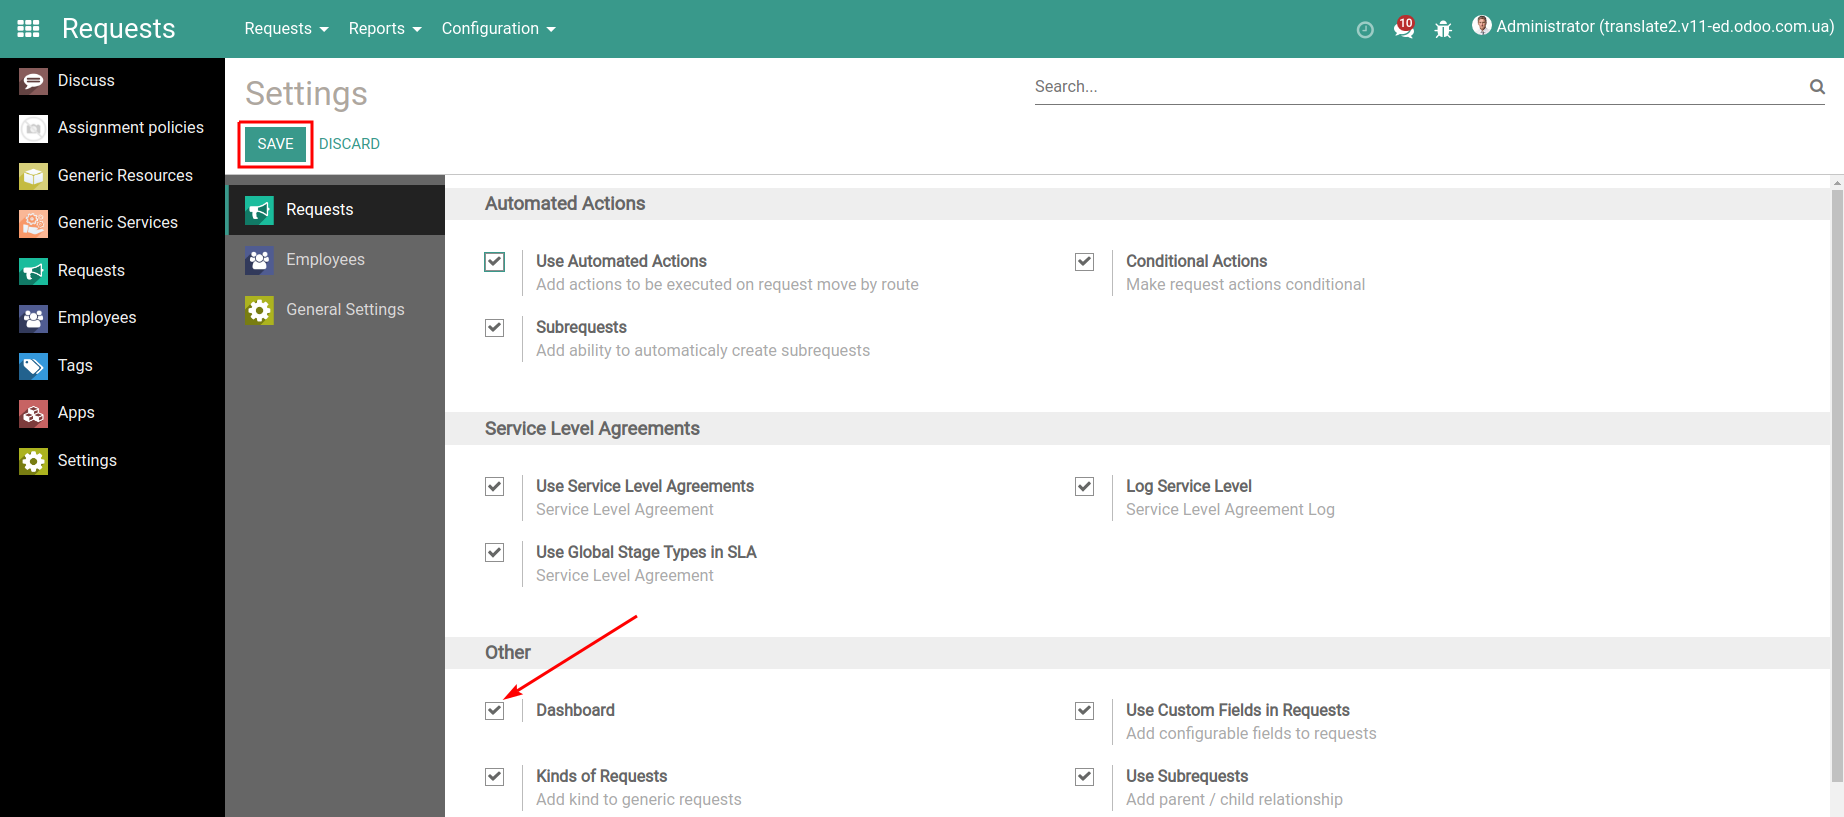 Requests
Requests
Reports
Configuration
10
Administrator (translate2.v11-ed.odoo.com.ua)
Discuss
Assignment policies
Generic Resources
Generic Services
Requests
Employees
Tags
Apps
Settings
Settings
Search...
SAVE
DISCARD
Requests
Employees
General Settings
Automated Actions
Use Automated Actions
Add actions to be executed on request move by route
Conditional Actions
Make request actions conditional
Subrequests
Add ability to automaticaly create subrequests
Service Level Agreements
Use Service Level Agreements
Service Level Agreement
Log Service Level
Service Level Agreement Log
Use Global Stage Types in SLA
Service Level Agreement
Other
Dashboard
Use Custom Fields in Requests
Add configurable fields to requests
Kinds of Requests
Add kind to generic requests
Use Subrequests
Add parent / child relationship